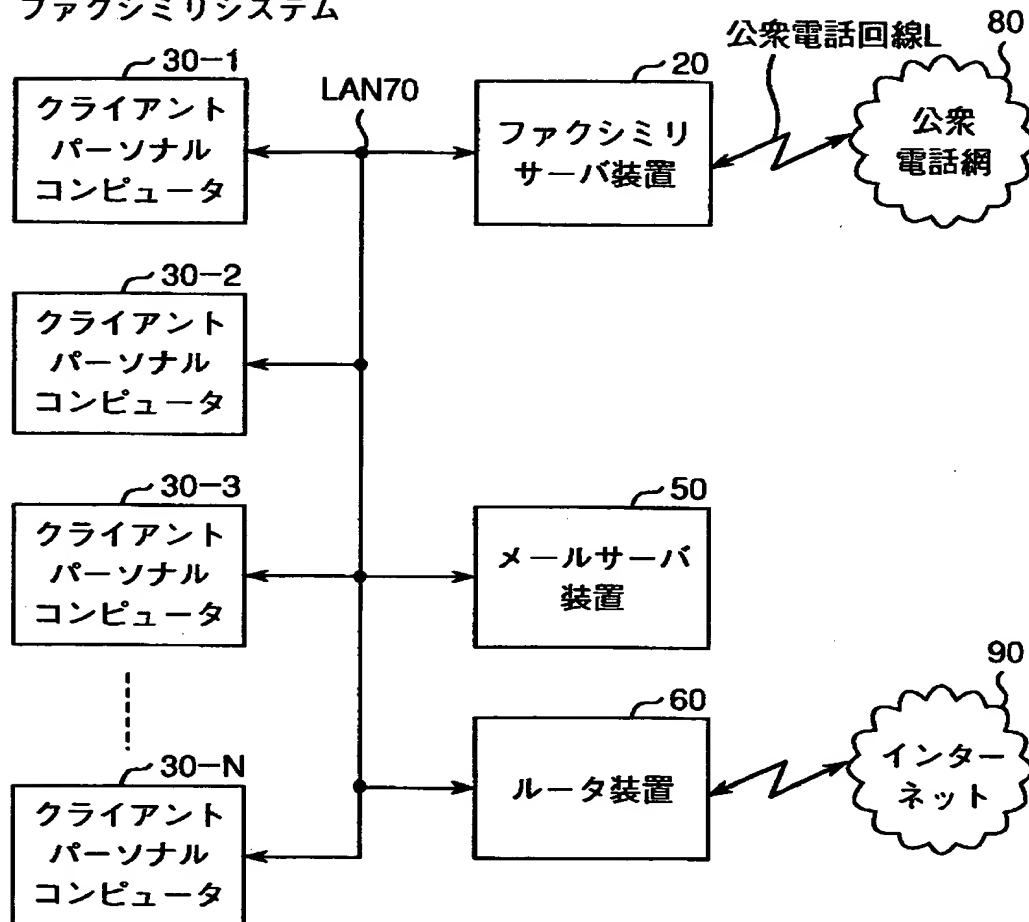 ファクシミリシステム
30-1
クライアント
パーソナル
コンピュータ
LAN70
20
ファクシミリ
サーバ装置
公衆電話回線L
80
公衆
電話網
30-2
クライアント
パーソナル
コンピュータ
30-3
クライアント
パーソナル
コンピュータ
50
メールサーバ
装置
30-N
クライアント
パーソナル
コンピュータ
60
ルータ装置
90
インター
ネット